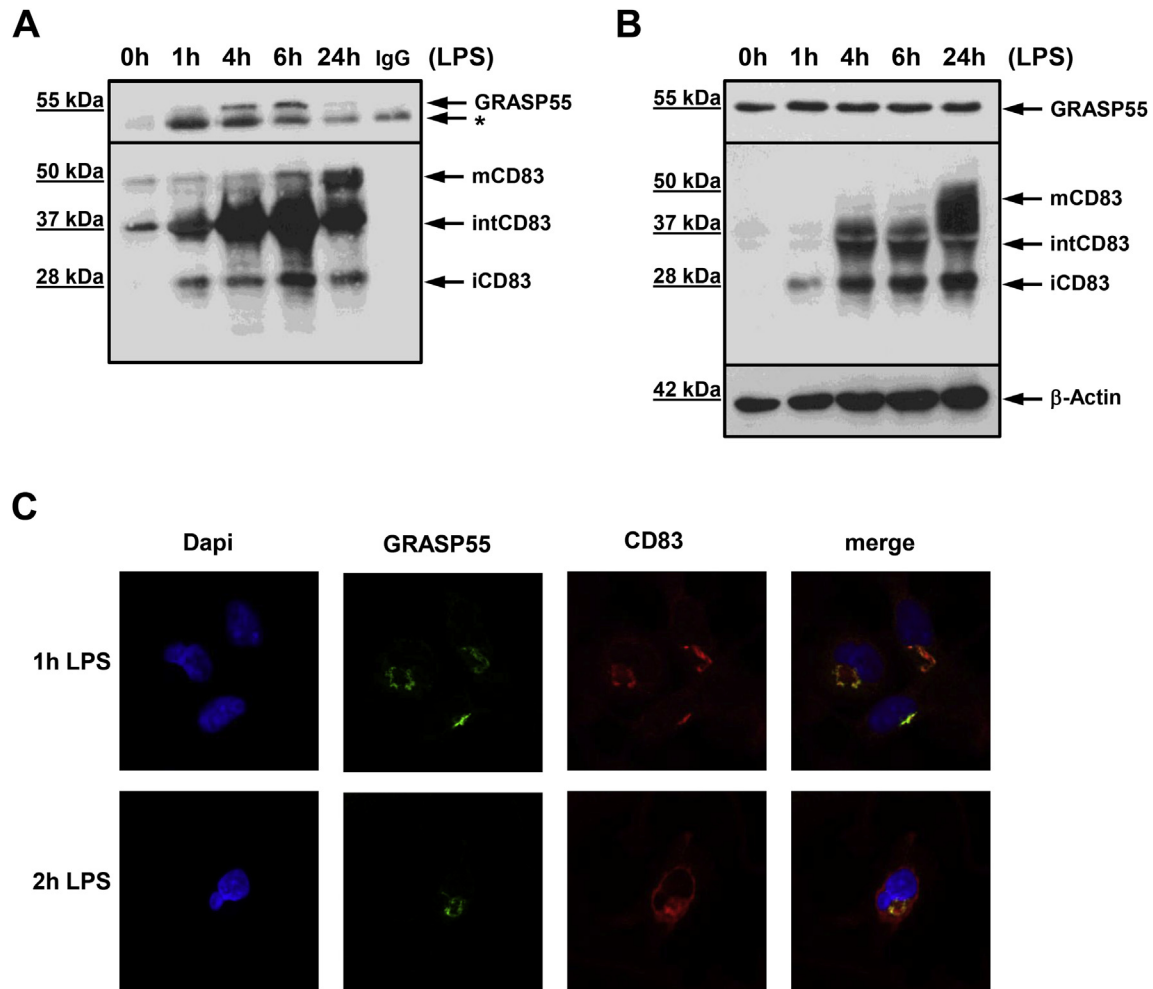 A
0h 1h 4h 6h 24h IgG (LPS)
55 kDa
GRASP55
*
50 kDa
mCD83
37 kDa
intCD83
28 kDa
iCD83
B
0h 1h 4h 6h 24h (LPS)
55 kDa
GRASP55
50 kDa
mCD83
37 kDa
intCD83
28 kDa
iCD83
42 kDa
β-Actin
C
Dapi GRASP55 CD83 merge
1h LPS
2h LPS